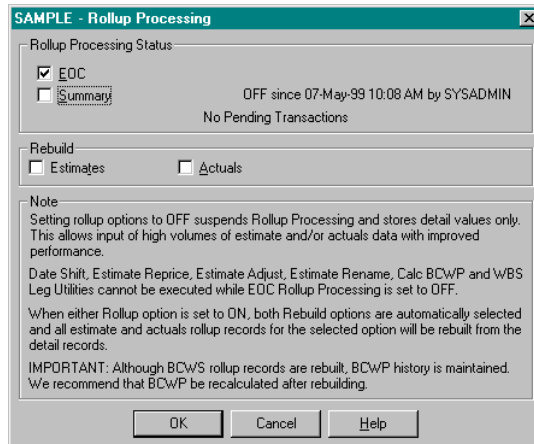 SAMPLE - Rollup Processing
Rollup Processing Status
EOC
Summary
OFF since 07-May-99 10:08 AM by SYSADMIN
No Pending Transactions
Rebuild
Estimates
Actuals
Note
Setting rollup options to OFF suspends Rollup Processing and stores detail values only.
This allows input of high volumes of estimate and/or actuals data with improved
performance.
Date Shift, Estimate Reprice, Estimate Adjust, Estimate Rename, Calc BCWP and WBS
Leg Utilities cannot be executed while EOC Rollup Processing is set to OFF.
When either Rollup option is set to ON, both Rebuild options are automatically selected
and all estimate and actuals rollup records for the selected option will be rebuilt from the
detail records.
IMPORTANT: Although BCWS rollup records are rebuilt, BCWP history is maintained.
We recommend that BCWP be recalculated after rebuilding.
OK
Cancel
Help